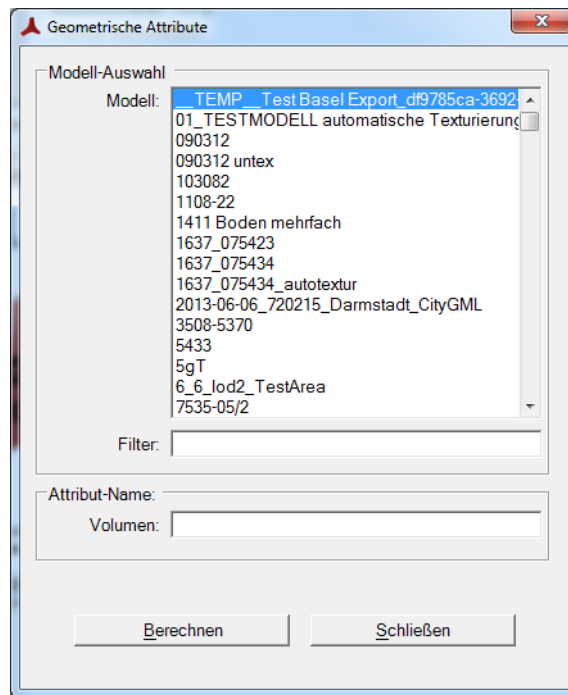 Geometrische Attribute
Modell-Auswahl
Modell:
__TEMP__Test Basel Export_df9785ca-3692-
01_TESTMODELL automatische Texturierung
090312
090312 untex
103082
1108-22
1411 Boden mehrfach
1637_075423
1637_075434
1637_075434_autotextur
2013-06-06_720215_Darmstadt_CityGML
3508-5370
5433
5gT
6_6_lod2_TestArea
7535-05/2
Filter:
Attribut-Name:
Volumen:
Berechnen
Schließen